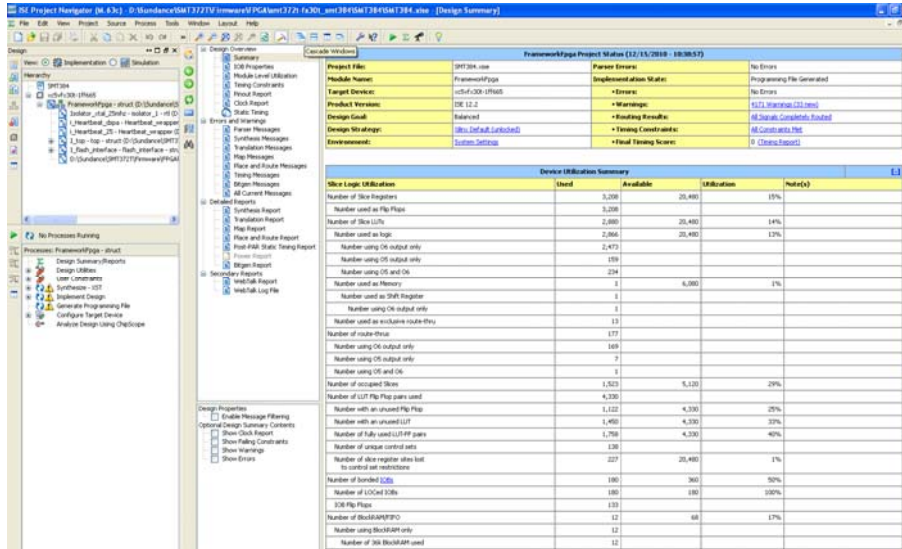 ISE Project Navigator (M.63c) - D:\Sundance\SMT372T\Firmware\FPGA\smt372t-fx30t_smt384\SMT384\SMT384.xise - [Design Summary]
File Edit View Project Source Process Tools Window Layout Help
Cascade Windows
Design
View: Implementation Simulation
Hierarchy
SMT384
xc5vfx30t-1ff665
FrameworkFpga - struct (D:\Sundance\S
No Processes Running
Processes: FrameworkFpga - struct
Design Summary/Reports
Design Utilities
User Constraints
Synthesize - XST
Implement Design
Generate Programming File
Configure Target Device
Analyze Design Using ChipScope
Design Overview
Summary
IOB Properties
Module Level Utilization
Timing Constraints
Pinout Report
Clock Report
Static Timing
Errors and Warnings
Parser Messages
Synthesis Messages
Translation Messages
Map Messages
Place and Route Messages
Timing Messages
Bitgen Messages
All Current Messages
Detailed Reports
Synthesis Report
Translation Report
Map Report
Place and Route Report
Post-PAR Static Timing Report
Power Report
Bitgen Report
Secondary Reports
WebTalk Report
WebTalk Log File
Design Properties
Enable Message Filtering
Optional Design Summary Contents
Show Clock Report
Show Failing Constraints
Show Warnings
Show Errors
FrameworkFpga Project Status (12/15/2010 - 10:38:57)
Project File: SMT384.xise Parser Errors: No Errors
Module Name: FrameworkFpga Implementation State: Programming File Generated
Target Device: xc5vfx30t-1ff665 •Errors: No Errors
Product Version: ISE 12.2 •Warnings: 4171 Warnings (33 new)
Design Goal: Balanced •Routing Results: All Signals Completely Routed
Design Strategy: Xilinx Default (unlocked) •Timing Constraints: All Constraints Met
Environment: System Settings •Final Timing Score: 0 (Timing Report)
Device Utilization Summary [-]
Slice Logic Utilization Used Available Utilization Note(s)
Number of Slice Registers 3,208 20,480 15%
Number used as Flip Flops 3,208
Number of Slice LUTs 2,880 20,480 14%
Number used as logic 2,866 20,480 13%
Number using O6 output only 2,473
Number using O5 output only 159
Number using O5 and O6 234
Number used as Memory 1 6,080 1%
Number used as Shift Register 1
Number using O6 output only 1
Number used as exclusive route-thru 13
Number of route-thrus 177
Number using O6 output only 169
Number using O5 output only 7
Number using O5 and O6 1
Number of occupied Slices 1,523 5,120 29%
Number of LUT Flip Flop pairs used 4,330
Number with an unused Flip Flop 1,122 4,330 25%
Number with an unused LUT 1,450 4,330 33%
Number of fully used LUT-FF pairs 1,758 4,330 40%
Number of unique control sets 138
Number of slice register sites lost
to control set restrictions 227 20,480 1%
Number of bonded IOBs 180 360 50%
Number of LOCed IOBs 180 180 100%
IOB Flip Flops 133
Number of BlockRAM/FIFO 12 68 17%
Number using BlockRAM only 12
Number of 36k BlockRAM used 12